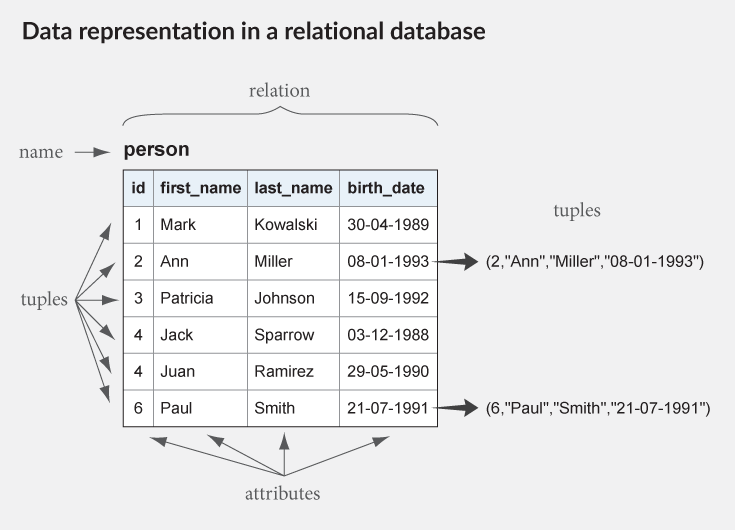 Data representation in a relational database
relation
name
person
id first_name last_name birth_date
1 Mark Kowalski 30-04-1989
tuples
2 Ann Miller 08-01-1993 (2,"Ann","Miller","08-01-1993")
tuples
3 Patricia Johnson 15-09-1992
4 Jack Sparrow 03-12-1988
4 Juan Ramirez 29-05-1990
6 Paul Smith 21-07-1991 (6,"Paul","Smith","21-07-1991")
attributes